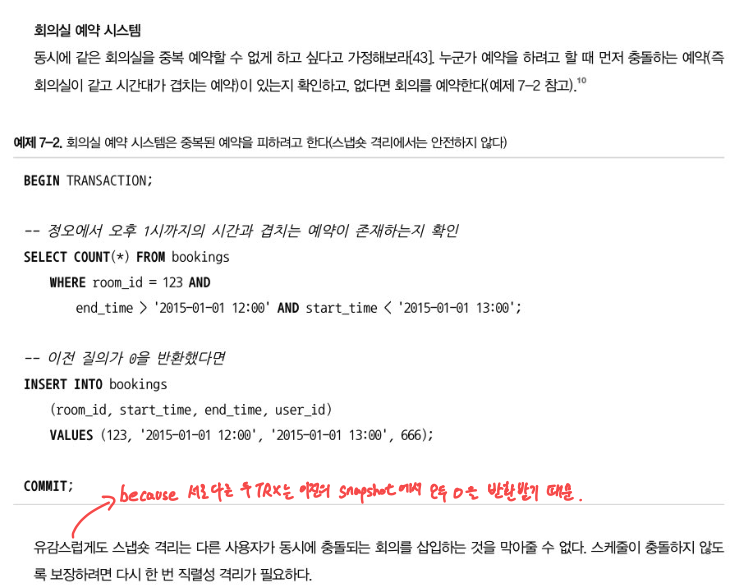 회의실 예약 시스템
동시에 같은 회의실을 중복 예약할 수 없게 하고 싶다고 가정해보라[43]. 누군가 예약을 하려고 할 때 먼저 충돌하는 예약(즉
회의실이 같고 시간대가 겹치는 예약)이 있는지 확인하고, 없다면 회의를 예약한다(예제 7-2 참고).10
예제 7-2. 회의실 예약 시스템은 중복된 예약을 피하려고 한다(스냅숏 격리에서는 안전하지 않다)
BEGIN TRANSACTION;
-- 정오에서 오후 1시까지의 시간과 겹치는 예약이 존재하는지 확인
SELECT COUNT(*) FROM bookings
WHERE room_id = 123 AND
end_time > '2015-01-01 12:00' AND start_time < '2015-01-01 13:00';
-- 이전 질의가 0을 반환했다면
INSERT INTO bookings
(room_id, start_time, end_time, user_id)
VALUES (123, '2015-01-01 12:00', '2015-01-01 13:00', 666);
COMMIT;
because 서로다른 두 TRX는 이전의 snapshot에서 모두 0을 반환받기 때문.
유감스럽게도 스냅숏 격리는 다른 사용자가 동시에 충돌되는 회의를 삽입하는 것을 막아줄 수 없다. 스케줄이 충돌하지 않도
록 보장하려면 다시 한 번 직렬성 격리가 필요하다.